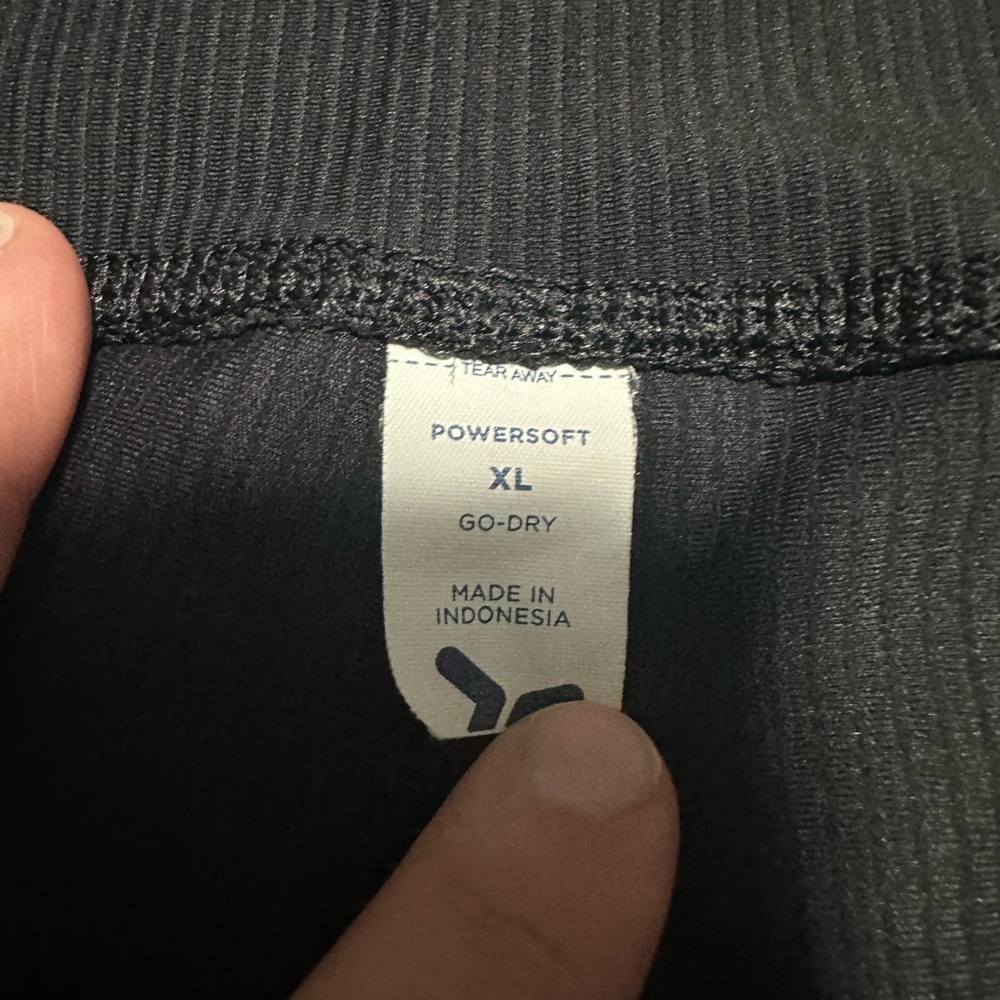 TEAR AWAY
POWERSOFT
XL
GO-DRY
MADE IN
INDONESIA